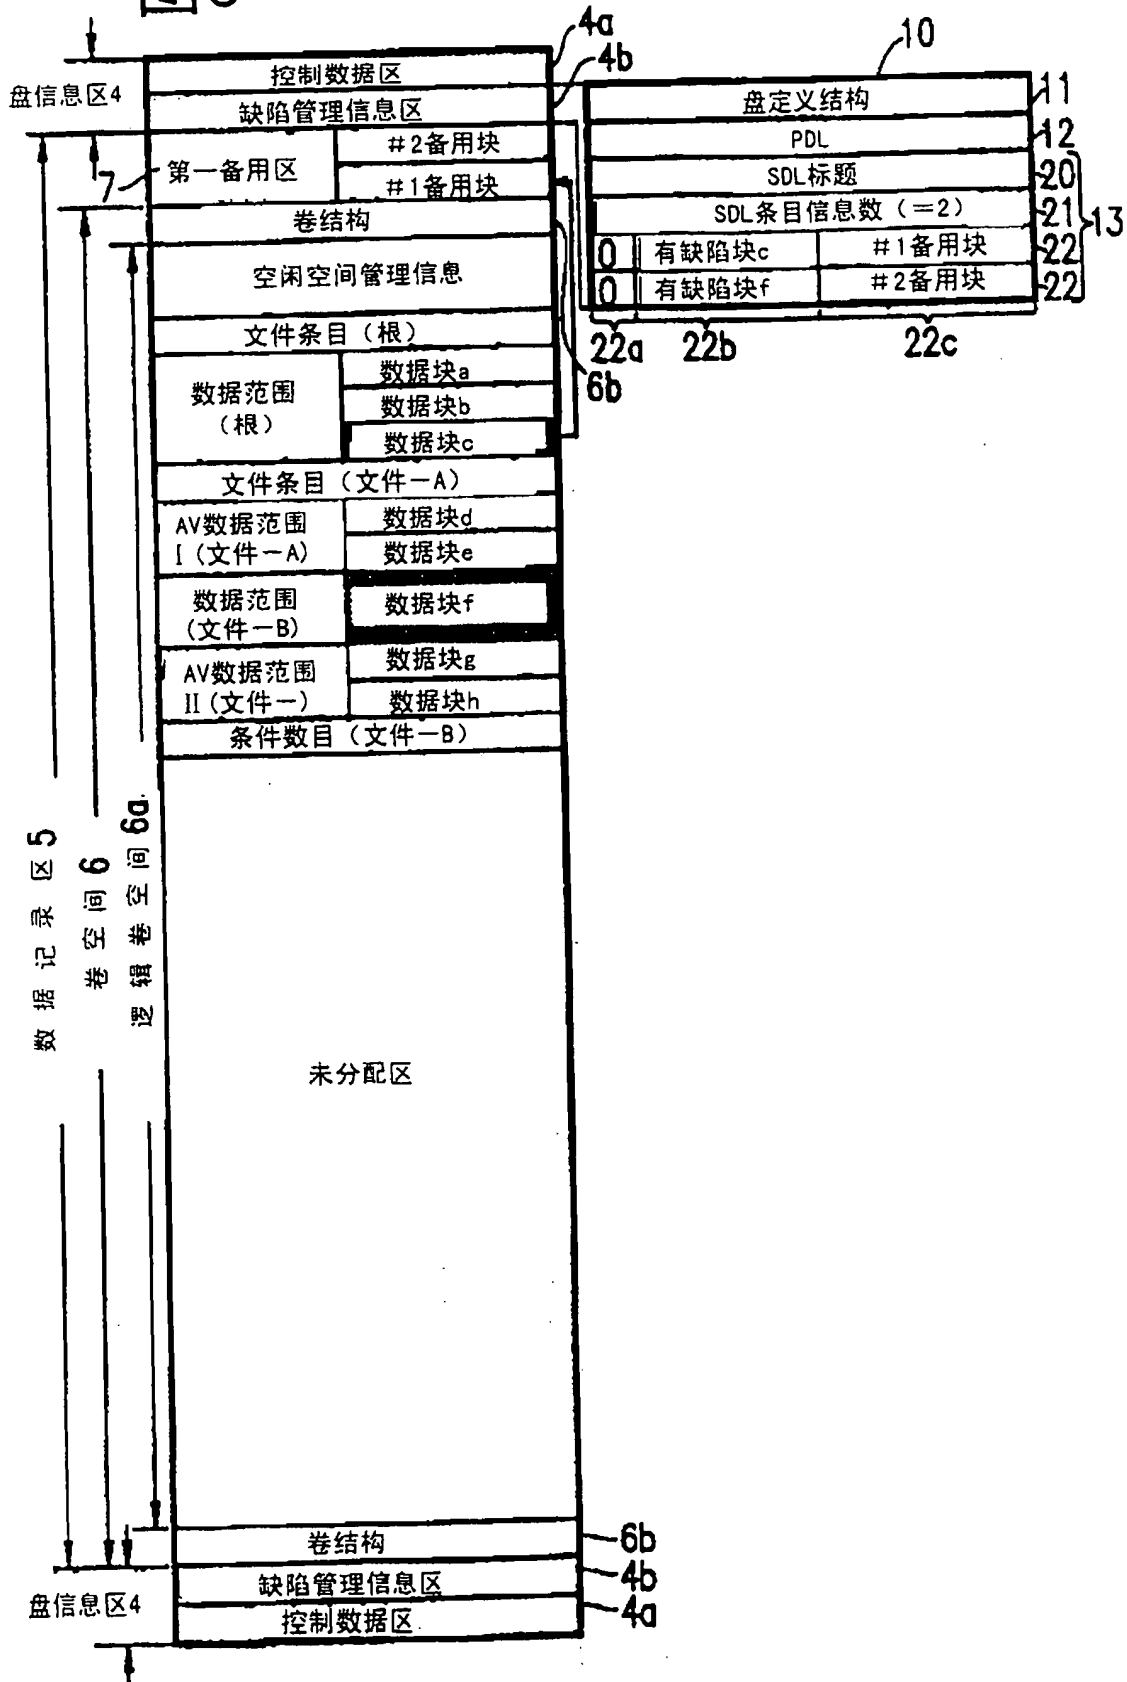 4a
控制数据区
4b
盘信息区4
缺陷管理信息区
#2备用块
第一备用区
7
#1备用块
卷结构
空闲空间管理信息
文件条目（根）
6b
数据范围
（根）
数据块a
数据块b
数据块c
文件条目（文件－A）
AV数据范围
I（文件－A）
数据块d
数据块e
数据范围
（文件－B）
数据块f
AV数据范围
II（文件－）
数据块g
数据块h
条件数目（文件－B）
数据记录区5
卷空间6
逻辑卷空间6a
未分配区
卷结构
6b
缺陷管理信息区
4b
盘信息区4
控制数据区
4a
10
盘定义结构
11
PDL
12
SDL标题
20
SDL条目信息数（＝2）
21
13
0
有缺陷块c
#1备用块
22
0
有缺陷块f
#2备用块
22
22a
22b
22c